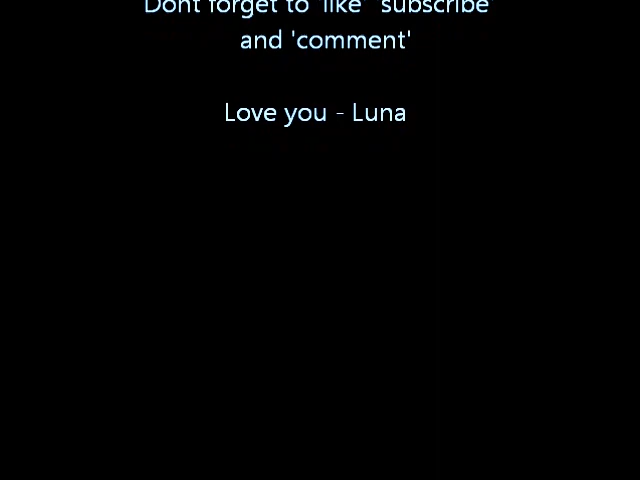 Dont forget to 'like' 'subscribe'
and 'comment'
Love you - Luna